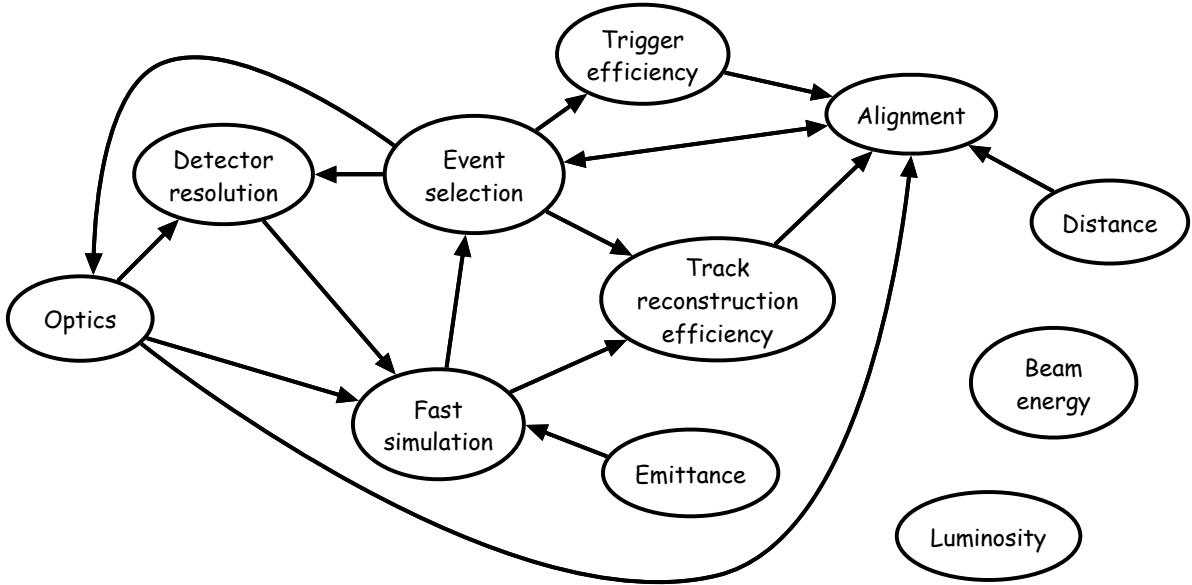 Trigger
efficiency
Alignment
Detector
resolution
Event
selection
Distance
Track
reconstruction
efficiency
Optics
Beam
energy
Fast
simulation
Emittance
Luminosity